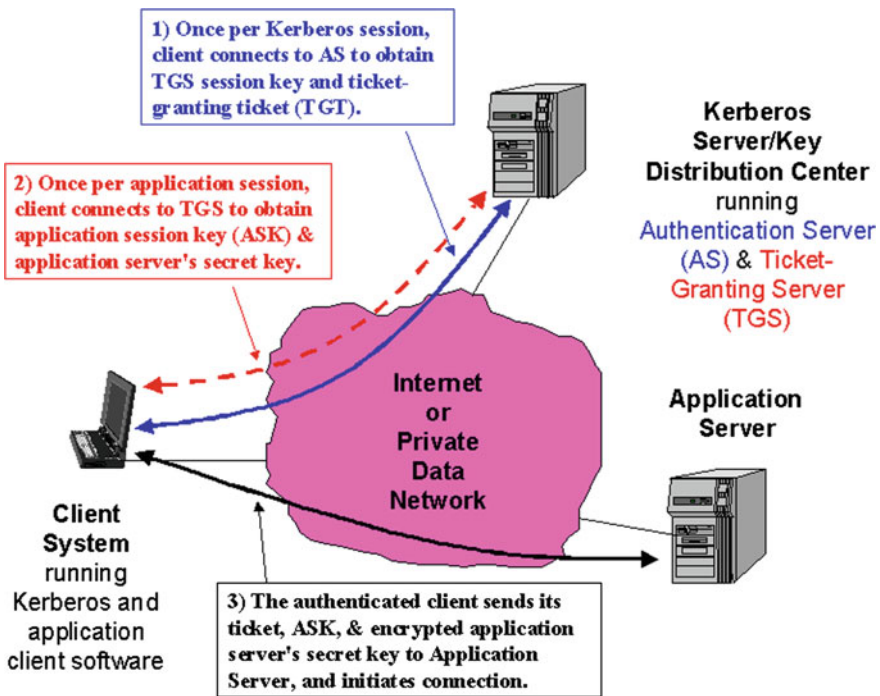 1) Once per Kerberos session,
client connects to AS to obtain
TGS session key and ticket-
granting ticket (TGT).
2) Once per application session,
client connects to TGS to obtain
application session key (ASK) &
application server's secret key.
Kerberos
Server/Key
Distribution Center
running
Authentication Server
(AS) & Ticket-
Granting Server
(TGS)
Internet
or
Private
Data
Network
Application
Server
Client
System
running
Kerberos and
application
client software
3) The authenticated client sends its
ticket, ASK, & encrypted application
server's secret key to Application
Server, and initiates connection.